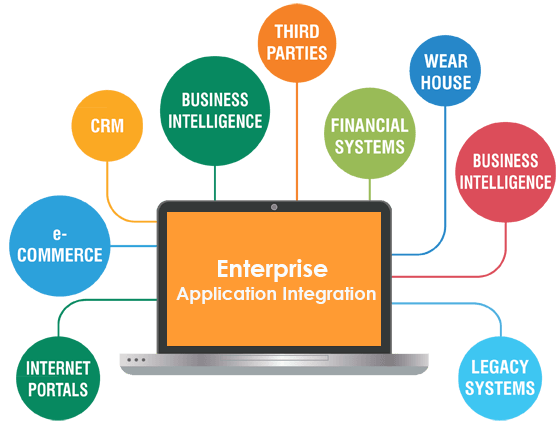 THIRD
PARTIES
WEAR
HOUSE
BUSINESS
INTELLIGENCE
CRM
FINANCIAL
SYSTEMS
BUSINESS
INTELLIGENCE
e-
COMMERCE
Enterprise
Application Integration
INTERNET
PORTALS
LEGACY
SYSTEMS